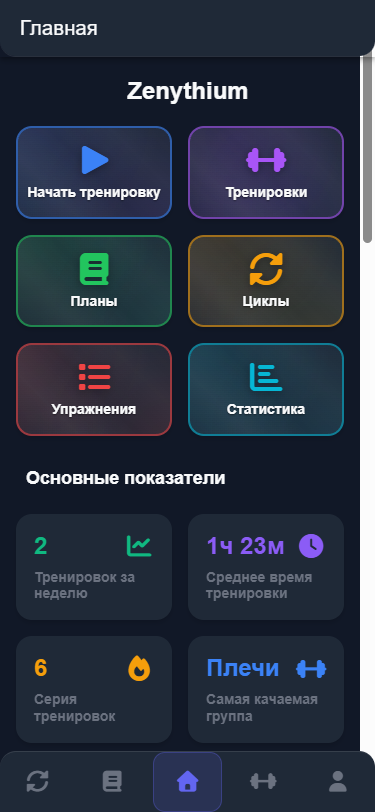 Главная
Zenythium
Начать тренировку
Тренировки
Планы
Циклы
Упражнения
Статистика
Основные показатели
2
Тренировок за
неделю
1ч 23м
Среднее время
тренировки
6
Серия
тренировок
Плечи
Самая качаемая
группа